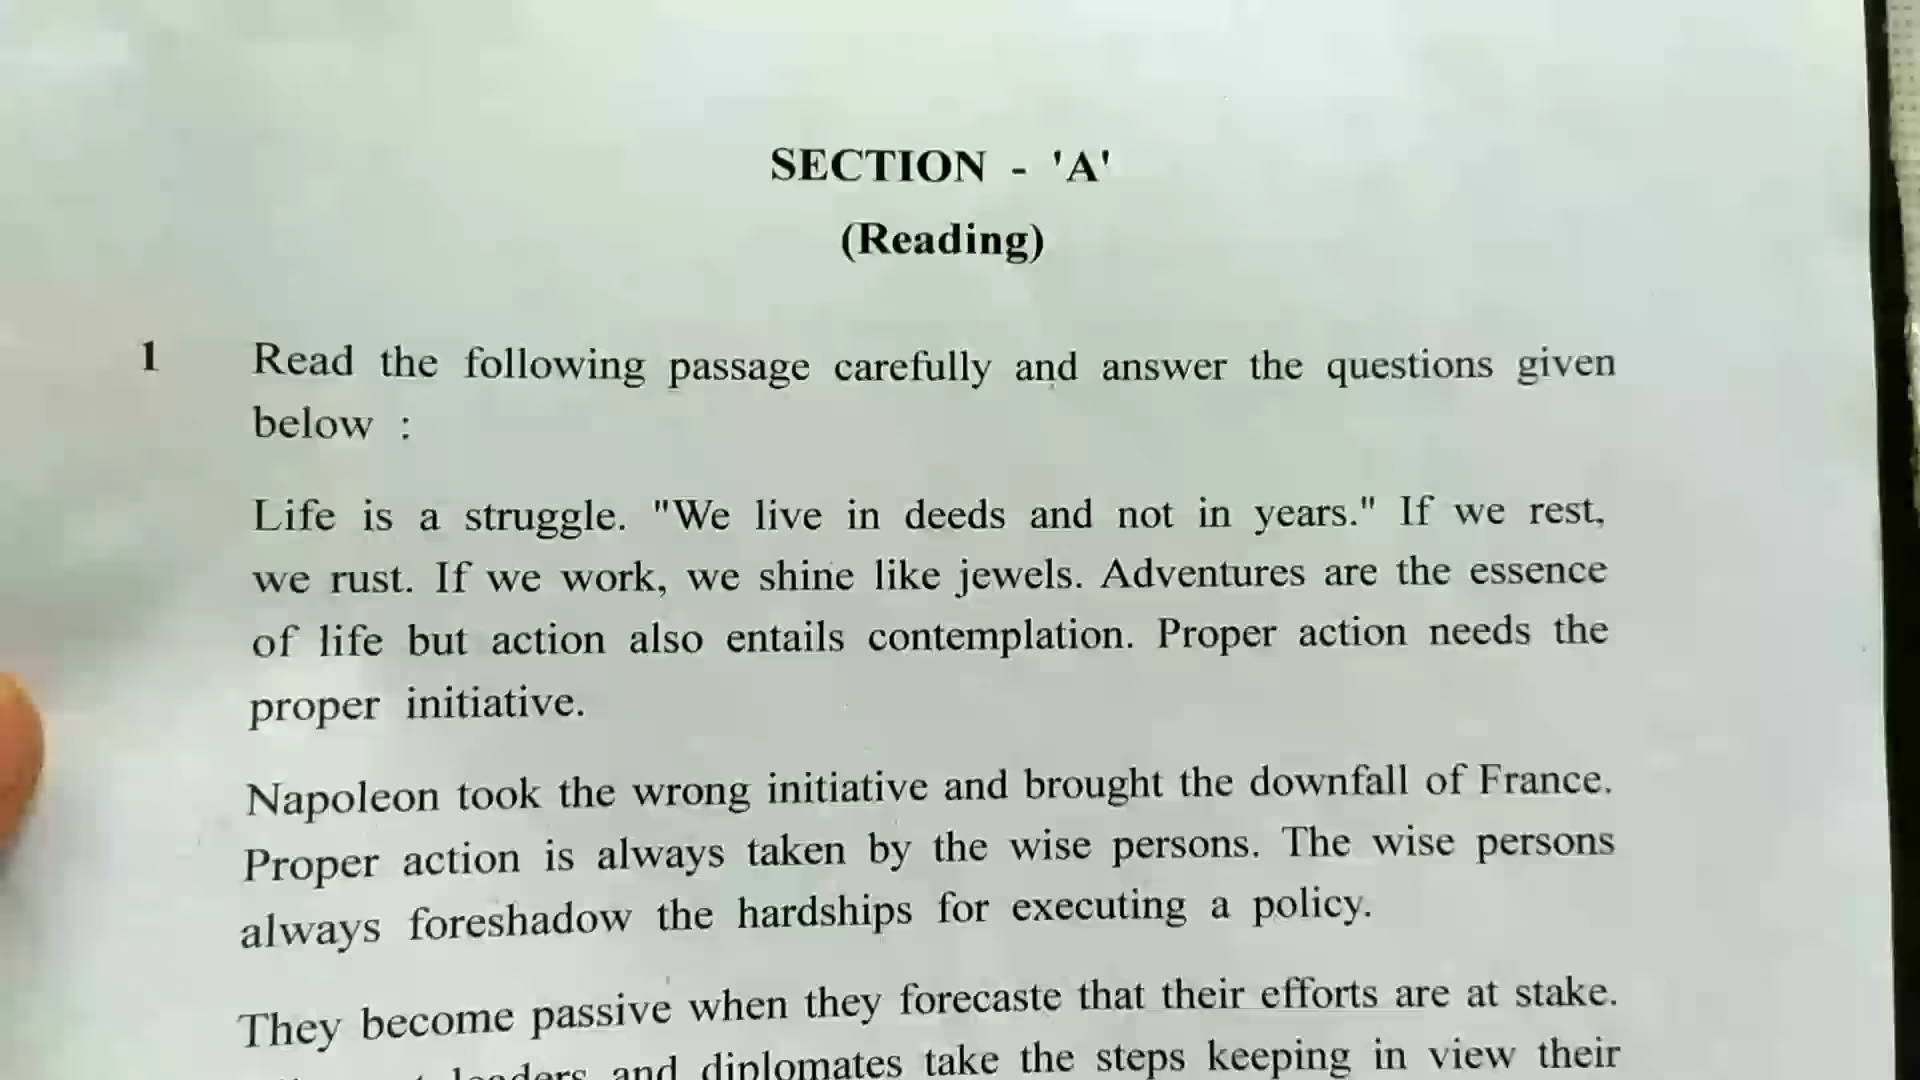 SECTION - 'A'
(Reading)
1 Read the following passage carefully and answer the questions given
below :
Life is a struggle. "We live in deeds and not in years." If we rest,
we rust. If we work, we shine like jewels. Adventures are the essence
of life but action also entails contemplation. Proper action needs the
proper initiative.
Napoleon took the wrong initiative and brought the downfall of France.
Proper action is always taken by the wise persons. The wise persons
always foreshadow the hardships for executing a policy.
They become passive when they forecaste that their efforts are at stake.
leaders and diplomates take the steps keeping in view their